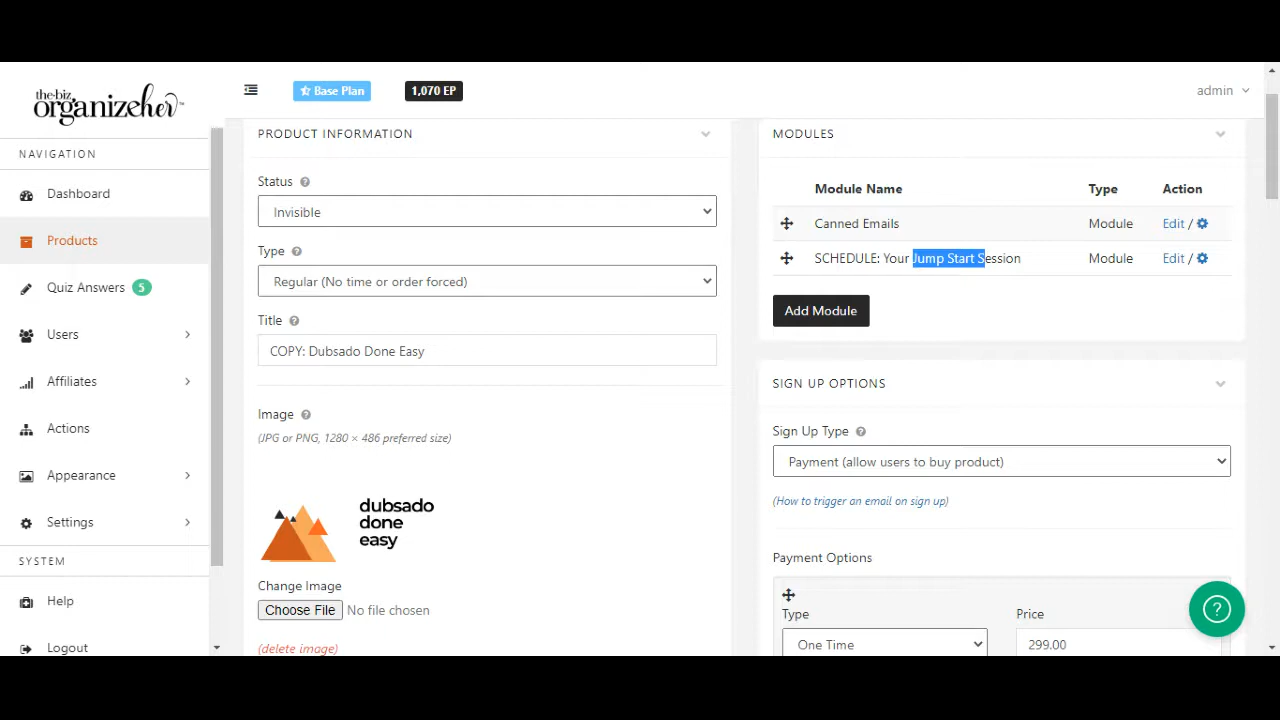 the·biz
organizeher™
Base Plan
1,070 EP
admin
NAVIGATION
Dashboard
Products
Quiz Answers 5
Users
Affiliates
Actions
Appearance
Settings
SYSTEM
Help
Logout
PRODUCT INFORMATION
Status ?
Invisible
Type ?
Regular (No time or order forced)
Title ?
COPY: Dubsado Done Easy
Image ?
(JPG or PNG, 1280 × 486 preferred size)
dubsado
done
easy
Change Image
Choose File No file chosen
(delete image)
MODULES
Module Name Type Action
Canned Emails Module Edit /
SCHEDULE: Your Jump Start Session Module Edit /
Add Module
SIGN UP OPTIONS
Sign Up Type ?
Payment (allow users to buy product)
(How to trigger an email on sign up)
Payment Options
Type Price
One Time 299.00
?